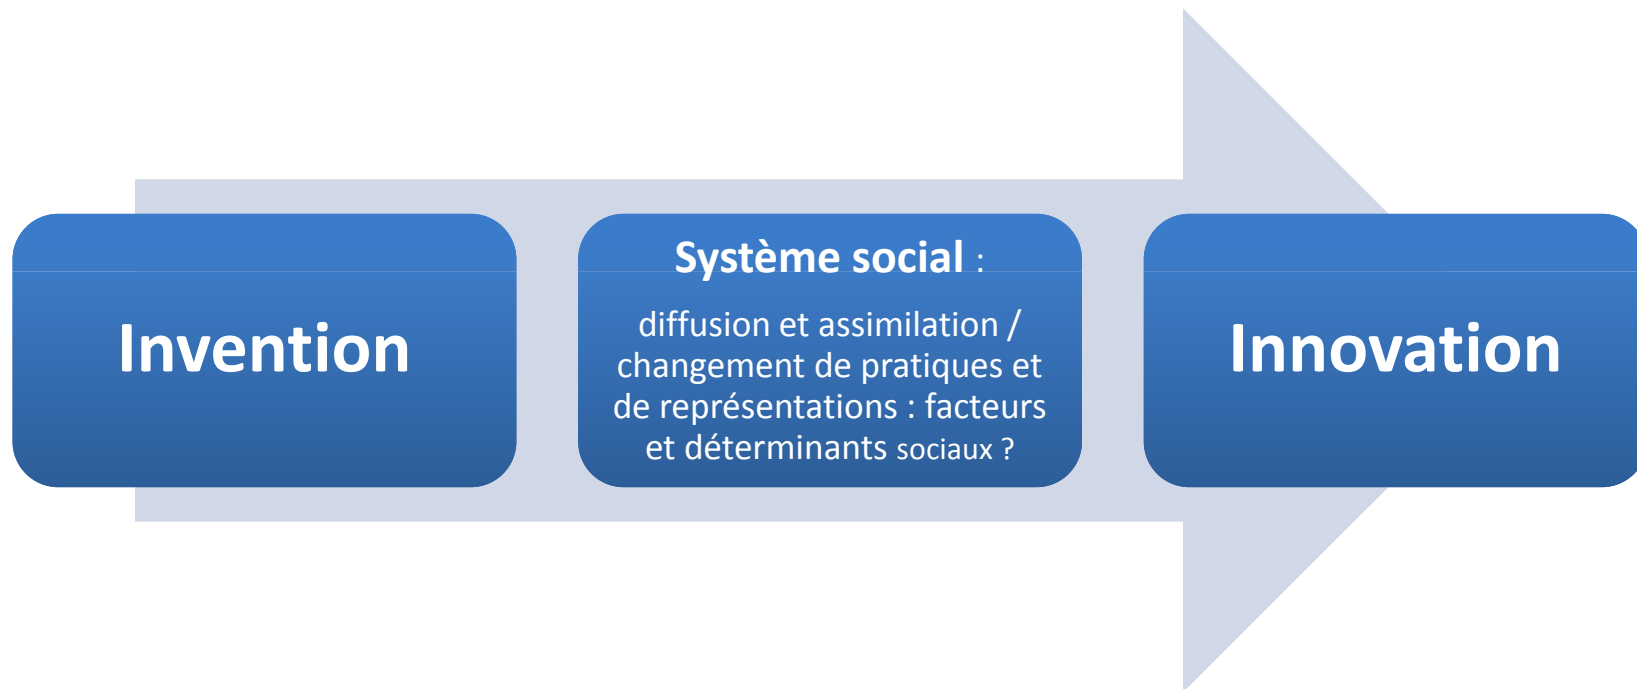 Invention
Système social :
diffusion et assimilation /
changement de pratiques et
de représentations : facteurs
et déterminants sociaux ?
Innovation